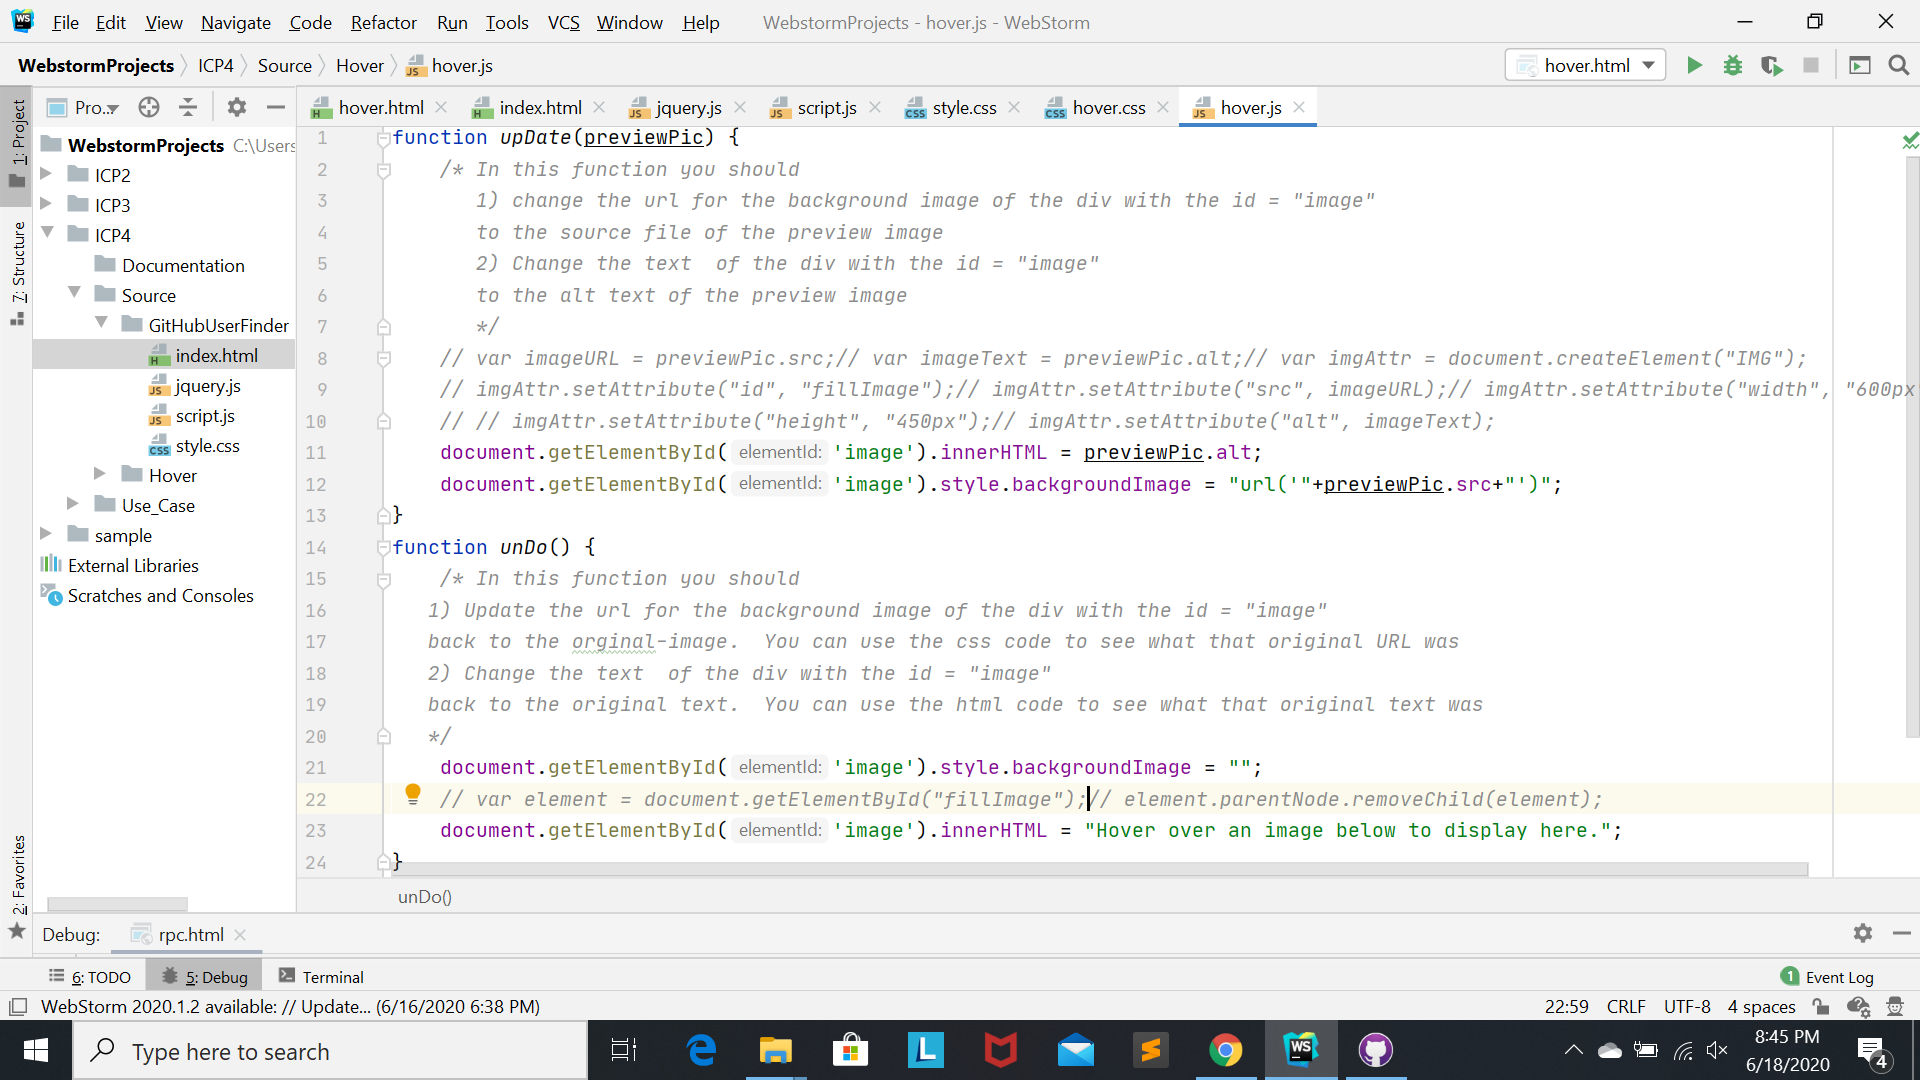 WS File Edit View Navigate Code Refactor Run Tools VCS Window Help WebstormProjects - hover.js - WebStorm
WebstormProjects ICP4 Source Hover hover.js hover.html
Pro... hover.html index.html jquery.js script.js style.css hover.css hover.js
1: Project
7: Structure
2: Favorites
WebstormProjects C:\Users
ICP2
ICP3
ICP4
Documentation
Source
GitHubUserFinder
index.html
jquery.js
script.js
style.css
Hover
Use_Case
sample
External Libraries
Scratches and Consoles
1 function upDate(previewPic) {
2 /* In this function you should
3 1) change the url for the background image of the div with the id = "image"
4 to the source file of the preview image
5 2) Change the text  of the div with the id = "image"
6 to the alt text of the preview image
7 */
8 // var imageURL = previewPic.src;// var imageText = previewPic.alt;// var imgAttr = document.createElement("IMG");
9 // imgAttr.setAttribute("id", "fillImage");// imgAttr.setAttribute("src", imageURL);// imgAttr.setAttribute("width", "600px
10 // // imgAttr.setAttribute("height", "450px");// imgAttr.setAttribute("alt", imageText);
11 document.getElementById( elementId: 'image').innerHTML = previewPic.alt;
12 document.getElementById( elementId: 'image').style.backgroundImage = "url('"+previewPic.src+"')";
13 }
14 function unDo() {
15 /* In this function you should
16 1) Update the url for the background image of the div with the id = "image"
17 back to the orginal-image.  You can use the css code to see what that original URL was
18 2) Change the text  of the div with the id = "image"
19 back to the original text.  You can use the html code to see what that original text was
20 */
21 document.getElementById( elementId: 'image').style.backgroundImage = "";
22 // var element = document.getElementById("fillImage");// element.parentNode.removeChild(element);
23 document.getElementById( elementId: 'image').innerHTML = "Hover over an image below to display here.";
24 }
unDo()
Debug: rpc.html
6: TODO 5: Debug Terminal 1 Event Log
WebStorm 2020.1.2 available: // Update... (6/16/2020 6:38 PM) 22:59 CRLF UTF-8 4 spaces
Type here to search
L
WS
8:45 PM
6/18/2020
4